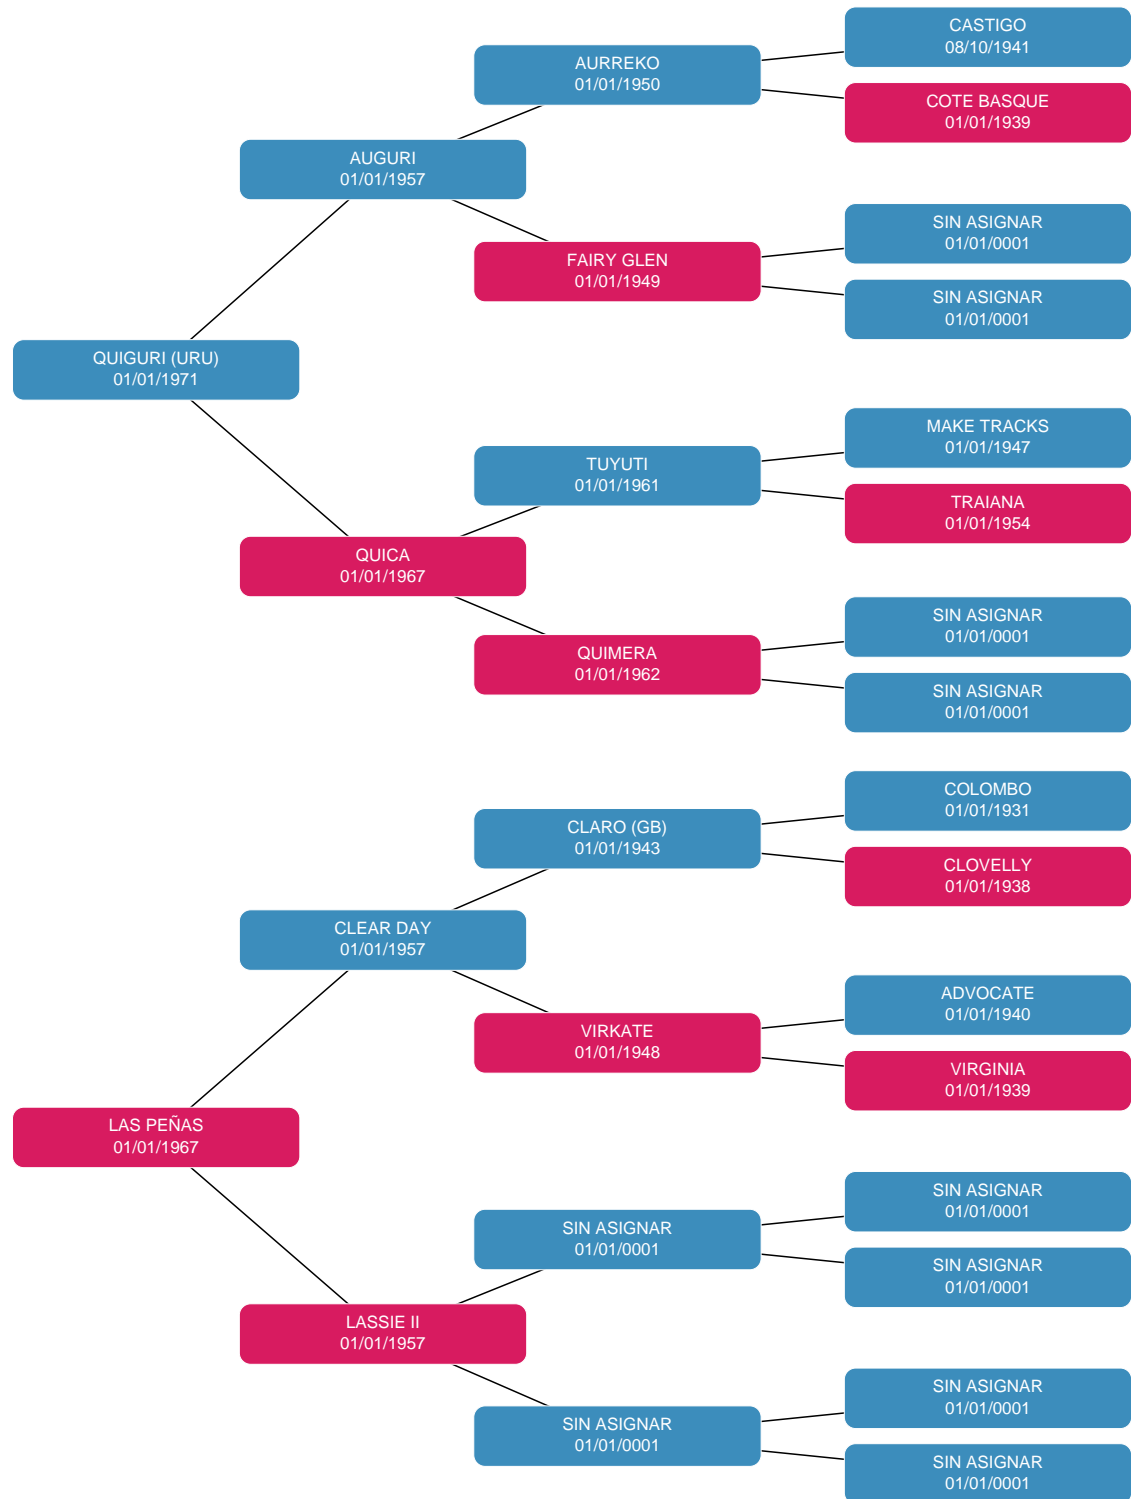 CASTIGO
08/10/1941
AURREKO
01/01/1950
COTE BASQUE
01/01/1939
AUGURI
01/01/1957
SIN ASIGNAR
01/01/0001
FAIRY GLEN
01/01/1949
SIN ASIGNAR
01/01/0001
QUIGURI (URU)
01/01/1971
MAKE TRACKS
01/01/1947
TUYUTI
01/01/1961
TRAIANA
01/01/1954
QUICA
01/01/1967
SIN ASIGNAR
01/01/0001
QUIMERA
01/01/1962
SIN ASIGNAR
01/01/0001
COLOMBO
01/01/1931
CLARO (GB)
01/01/1943
CLOVELLY
01/01/1938
CLEAR DAY
01/01/1957
ADVOCATE
01/01/1940
VIRKATE
01/01/1948
VIRGINIA
01/01/1939
LAS PEÑAS
01/01/1967
SIN ASIGNAR
01/01/0001
SIN ASIGNAR
01/01/0001
SIN ASIGNAR
01/01/0001
LASSIE II
01/01/1957
SIN ASIGNAR
01/01/0001
SIN ASIGNAR
01/01/0001
SIN ASIGNAR
01/01/0001